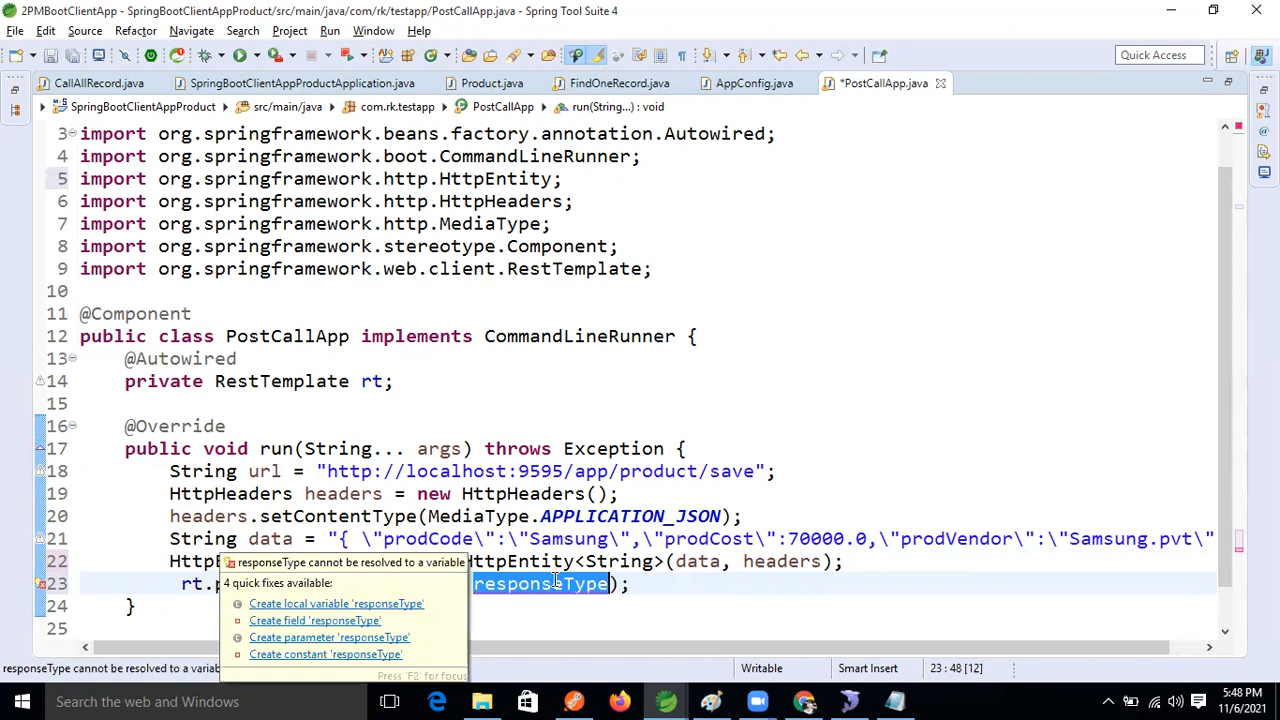 2PMBootClientApp - SpringBootClientAppProduct/src/main/java/com/rk/testapp/PostCallApp.java - Spring Tool Suite 4
File Edit Source Refactor Navigate Search Project Run Window Help
Quick Access
CallAllRecord.java SpringBootClientAppProductApplication.java Product.java FindOneRecord.java AppConfig.java *PostCallApp.java
SpringBootClientAppProduct src/main/java com.rk.testapp PostCallApp run(String...) : void
3 import org.springframework.beans.factory.annotation.Autowired;
4 import org.springframework.boot.CommandLineRunner;
5 import org.springframework.http.HttpEntity;
6 import org.springframework.http.HttpHeaders;
7 import org.springframework.http.MediaType;
8 import org.springframework.stereotype.Component;
9 import org.springframework.web.client.RestTemplate;
10
11 @Component
12 public class PostCallApp implements CommandLineRunner {
13 @Autowired
14 private RestTemplate rt;
15
16 @Override
17 public void run(String... args) throws Exception {
18 String url = "http://localhost:9595/app/product/save";
19 HttpHeaders headers = new HttpHeaders();
20 headers.setContentType(MediaType.APPLICATION_JSON);
21 String data = "{ \"prodCode\":\"Samsung\",\"prodCost\":70000.0,\"prodVendor\":\"Samsung.pvt\"
22 HttpEntity<String>(data, headers);
23 rt. responseType);
24 }
25
responseType cannot be resolved to a variable
4 quick fixes available:
Create local variable 'responseType'
Create field 'responseType'
Create parameter 'responseType'
Create constant 'responseType'
Press 'F2' for focus
responseType cannot be resolved to a
Writable Smart Insert 23 : 48 [12]
Search the Web and Windows
5:48 PM
11/6/2021